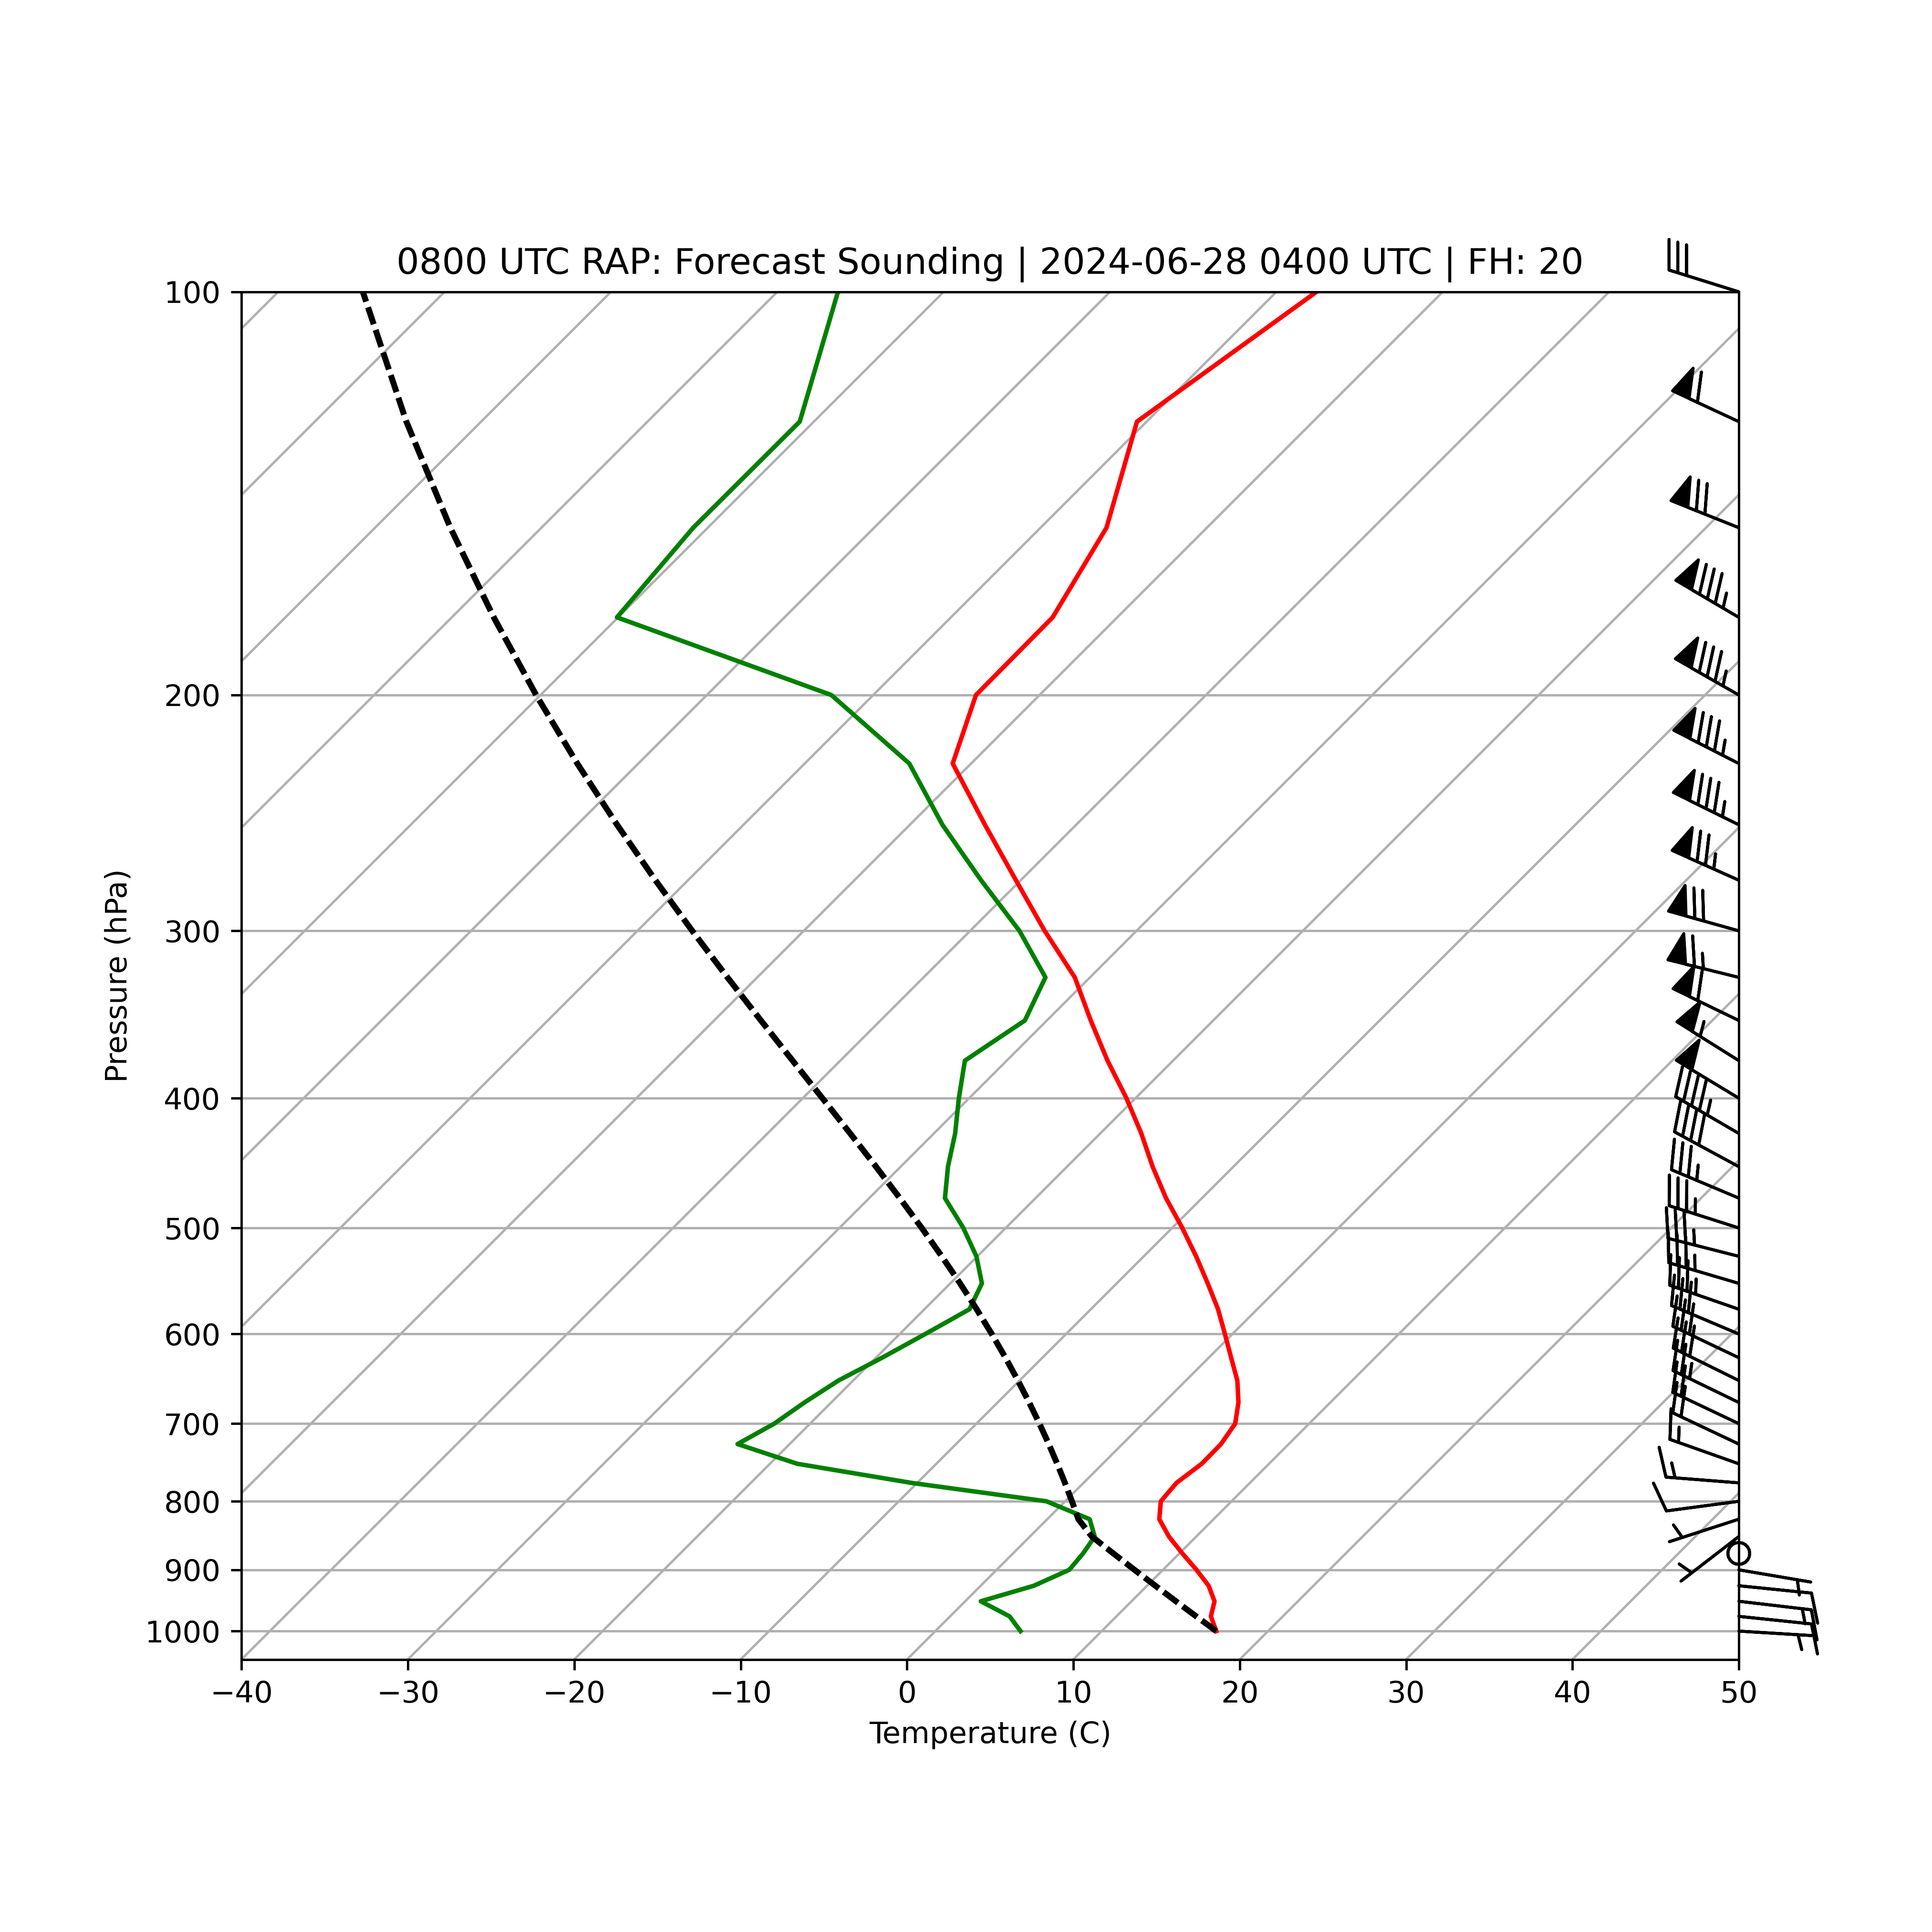 0800 UTC RAP: Forecast Sounding | 2024-06-28 0400 UTC | FH: 20
100
200
300
400
500
600
700
800
900
1000
Pressure (hPa)
−40 −30 −20 −10 0 10 20 30 40 50
Temperature (C)